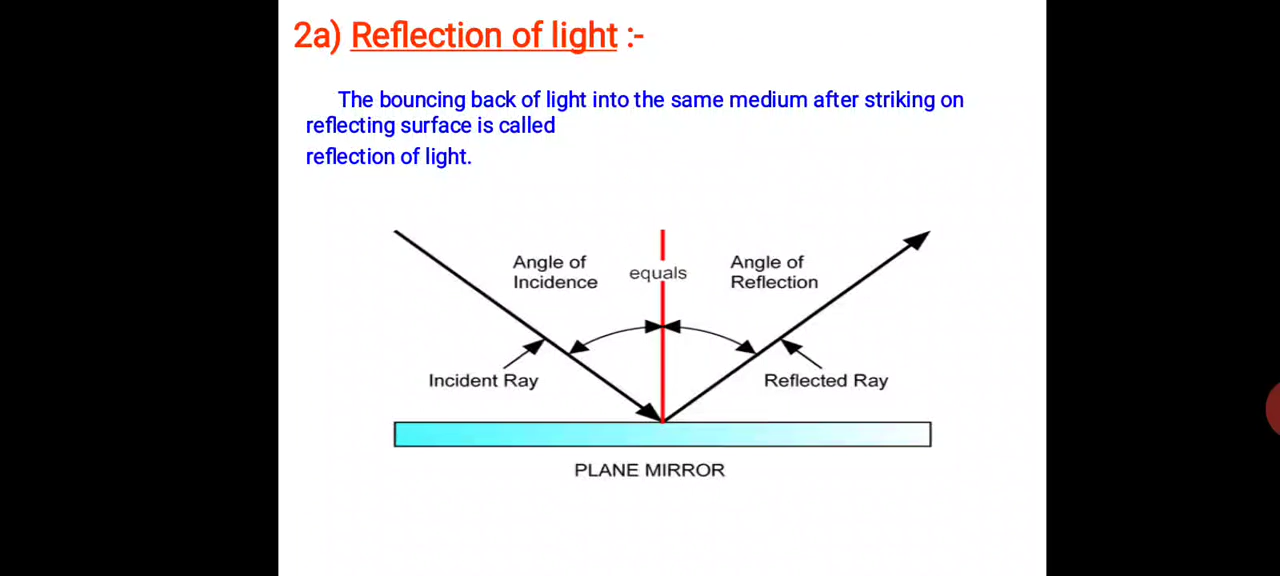 2a) Reflection of light :-
The bouncing back of light into the same medium after striking on
reflecting surface is called
reflection of light.
Angle of
Incidence
equals
Angle of
Reflection
Incident Ray
Reflected Ray
PLANE MIRROR